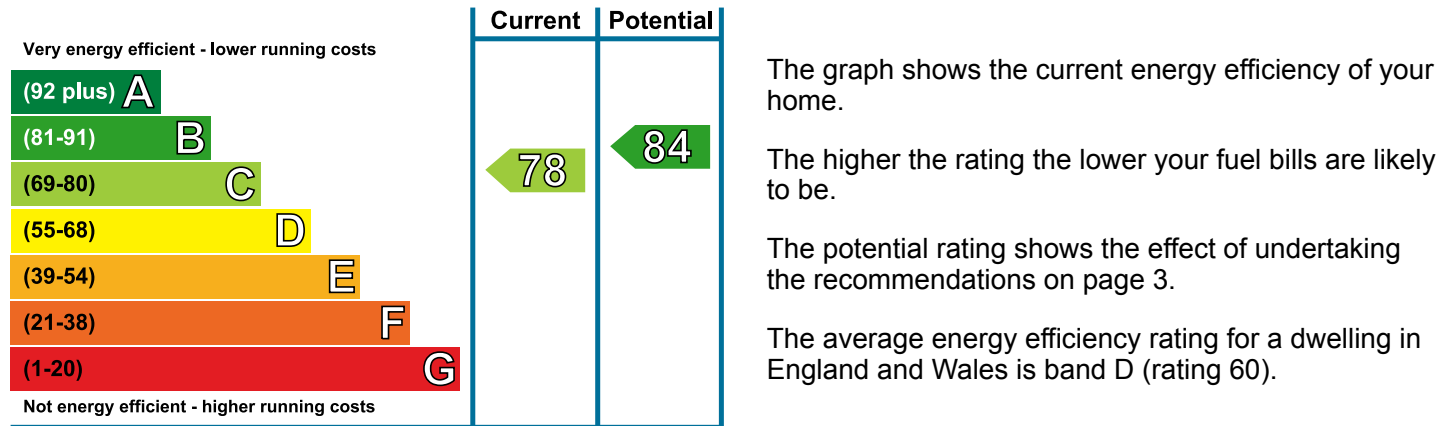 Current Potential
Very energy efficient - lower running costs
(92 plus) A
(81-91) B
(69-80) C
(55-68) D
(39-54) E
(21-38) F
(1-20) G
Not energy efficient - higher running costs
78
84
The graph shows the current energy efficiency of your
home.
The higher the rating the lower your fuel bills are likely
to be.
The potential rating shows the effect of undertaking
the recommendations on page 3.
The average energy efficiency rating for a dwelling in
England and Wales is band D (rating 60).